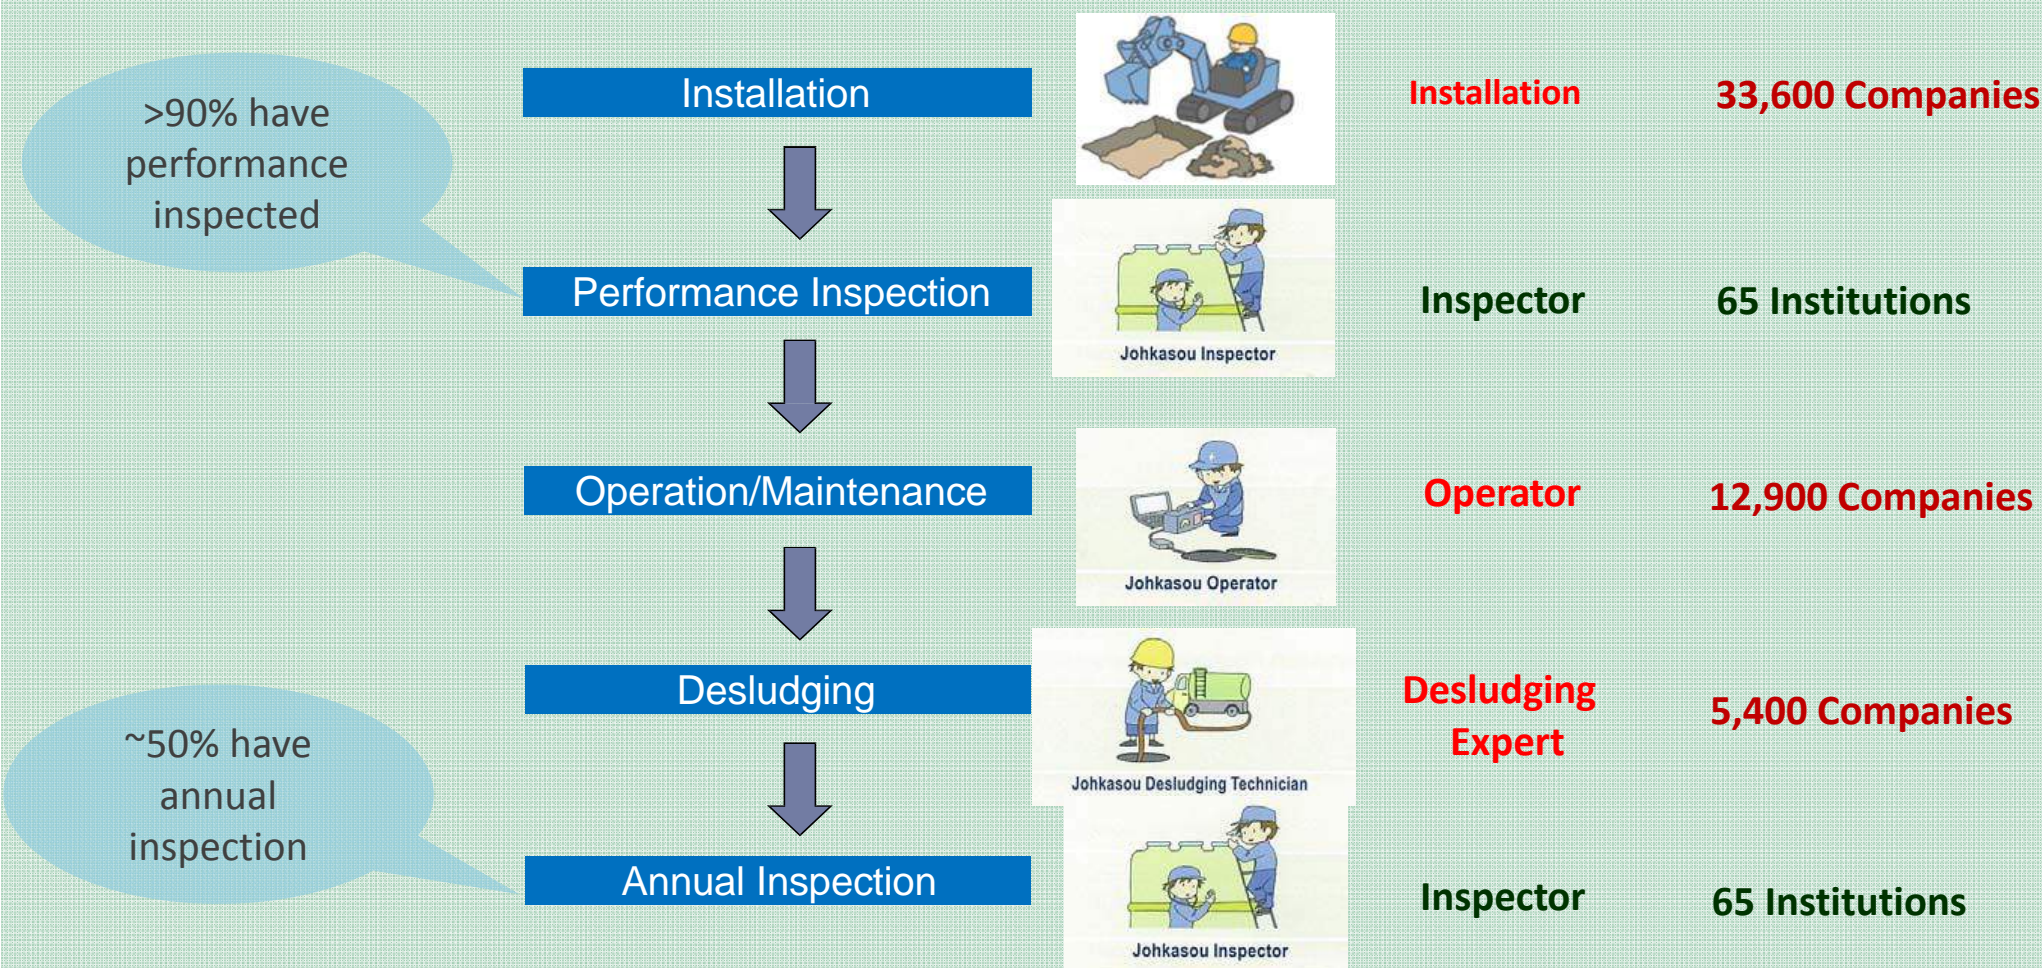 >90% have
performance
inspected
Installation
Installation
33,600 Companies
Performance Inspection
Johkasou Inspector
Inspector
65 Institutions
Operation/Maintenance
Johkasou Operator
Operator
12,900 Companies
Desludging
Johkasou Desludging Technician
Desludging
Expert
5,400 Companies
~50% have
annual
inspection
Annual Inspection
Johkasou Inspector
Inspector
65 Institutions